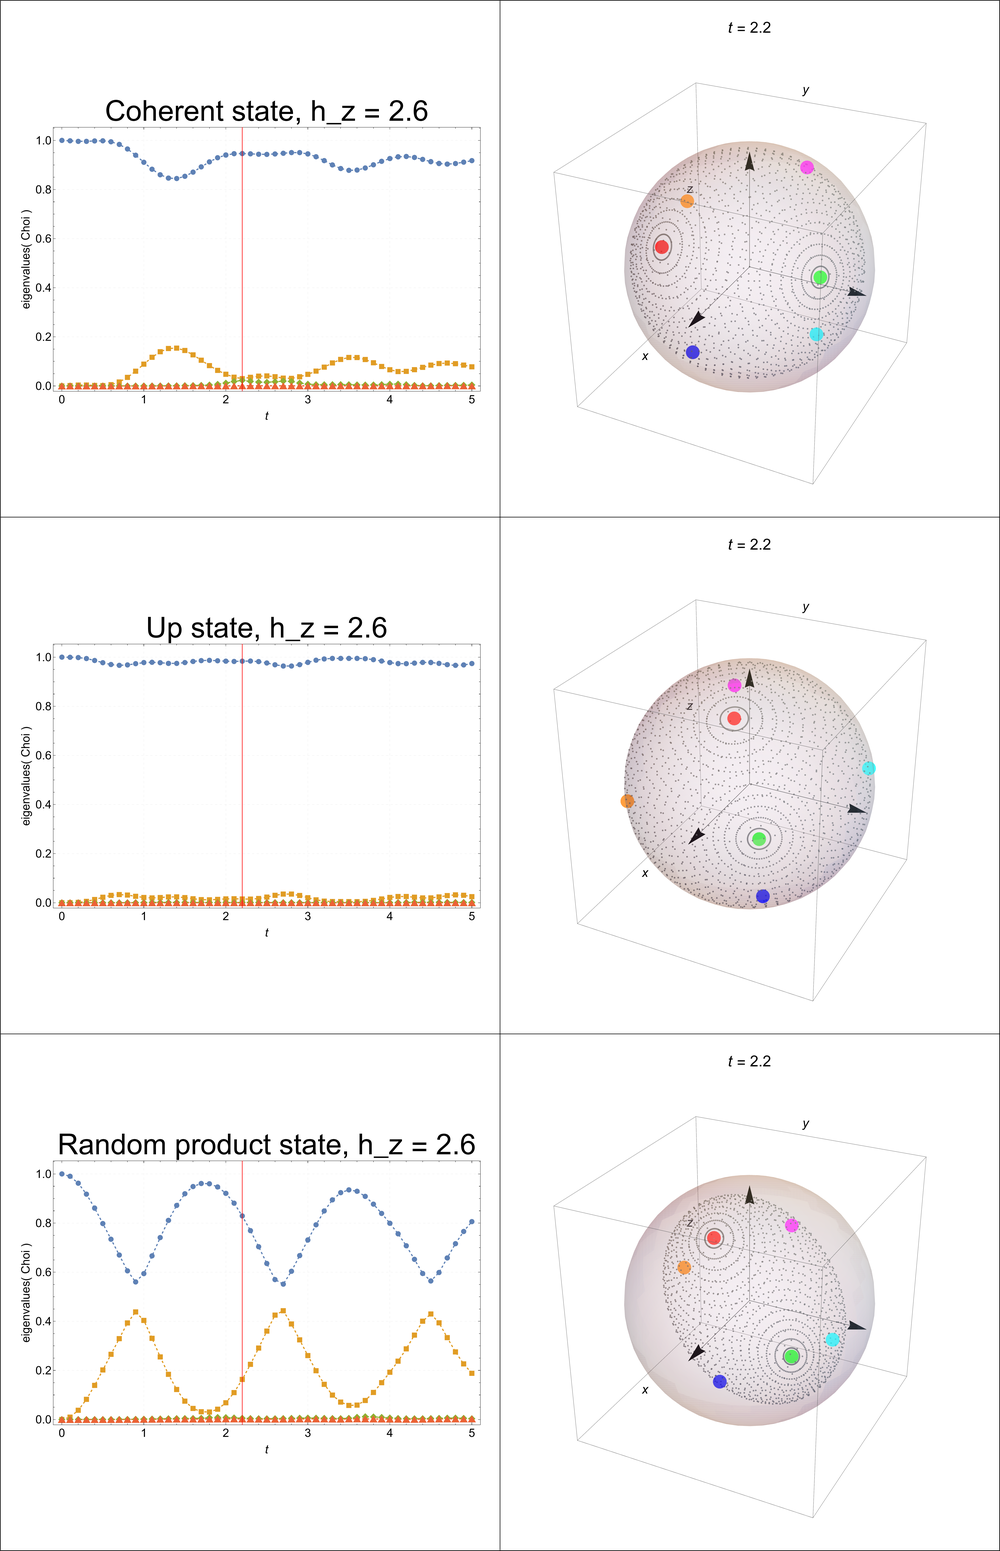 t = 2.2
y
Coherent state, h_z = 2.6
1.0
0.8
0.6
0.4
0.2
0.0
eigenvalues( Choi )
0 1 2 3 4 5
t
z
x
t = 2.2
y
Up state, h_z = 2.6
1.0
0.8
0.6
0.4
0.2
0.0
eigenvalues( Choi )
0 1 2 3 4 5
t
z
x
t = 2.2
y
Random product state, h_z = 2.6
1.0
0.8
0.6
0.4
0.2
0.0
eigenvalues( Choi )
0 1 2 3 4 5
t
z
x